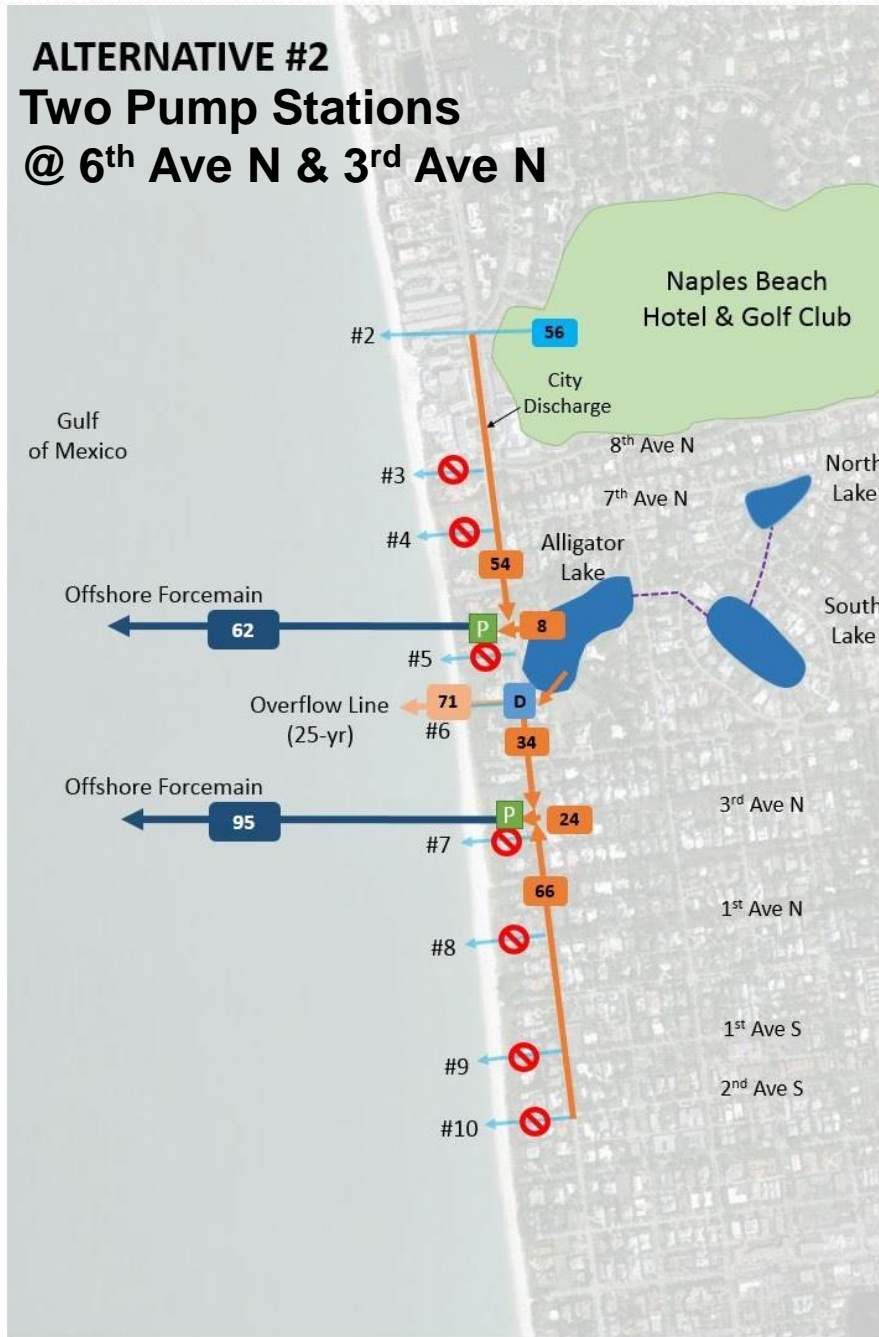 ALTERNATIVE #2
Two Pump Stations
@ 6th Ave N & 3rd Ave N
Naples Beach
Hotel & Golf Club
#2
56
City
Discharge
Gulf
of Mexico
8th Ave N
#3
North
Lake
7th Ave N
#4
Alligator
Lake
54
Offshore Forcemain
62
P
8
South
Lake
#5
Overflow Line
(25-yr)
71
D
#6
34
Offshore Forcemain
95
P
24
3rd Ave N
#7
66
1st Ave N
#8
1st Ave S
#9
2nd Ave S
#10